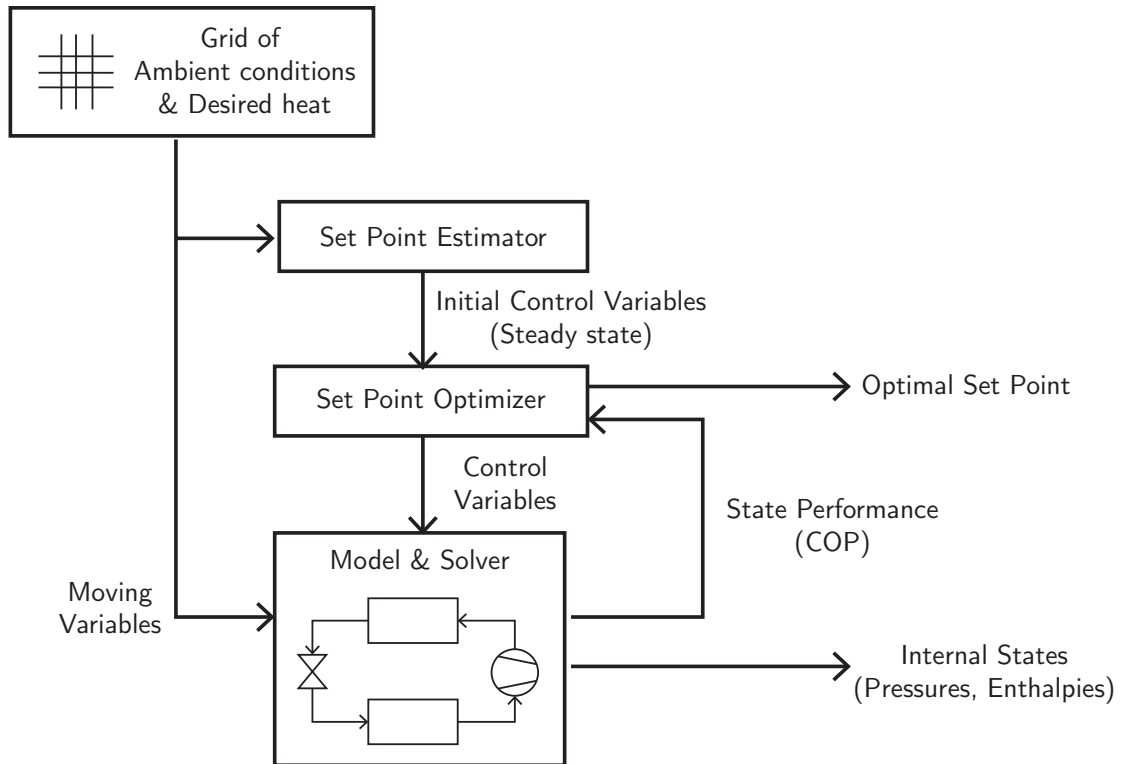 Grid of
Ambient conditions
& Desired heat
Set Point Estimator
Initial Control Variables
(Steady state)
Set Point Optimizer
Optimal Set Point
Control
Variables
State Performance
(COP)
Model & Solver
Moving
Variables
Internal States
(Pressures, Enthalpies)